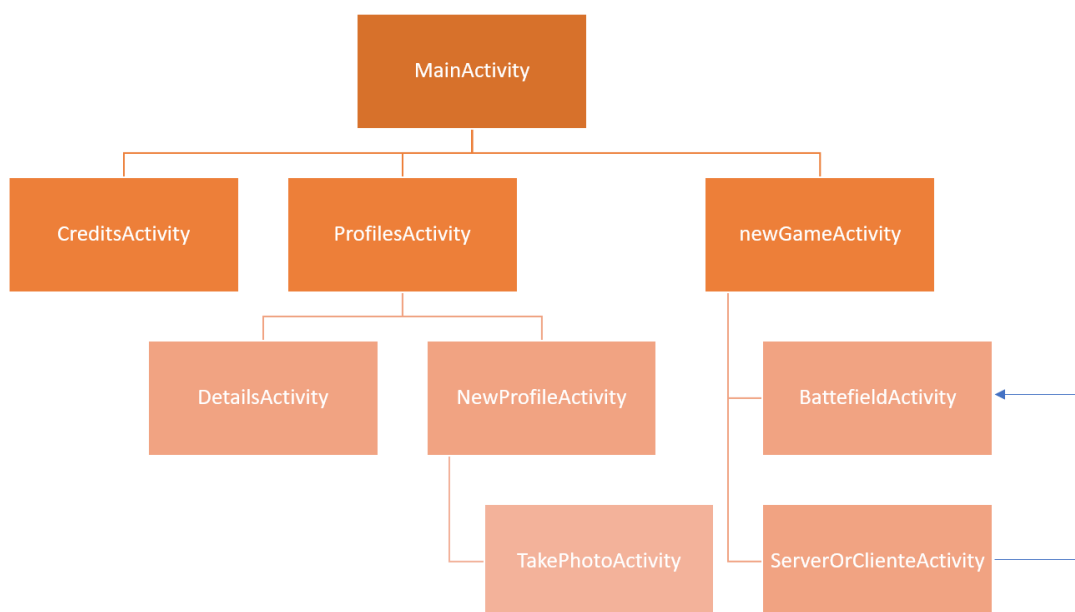 MainActivity
CreditsActivity
ProfilesActivity
newGameActivity
DetailsActivity
NewProfileActivity
BattefieldActivity
TakePhotoActivity
ServerOrClienteActivity